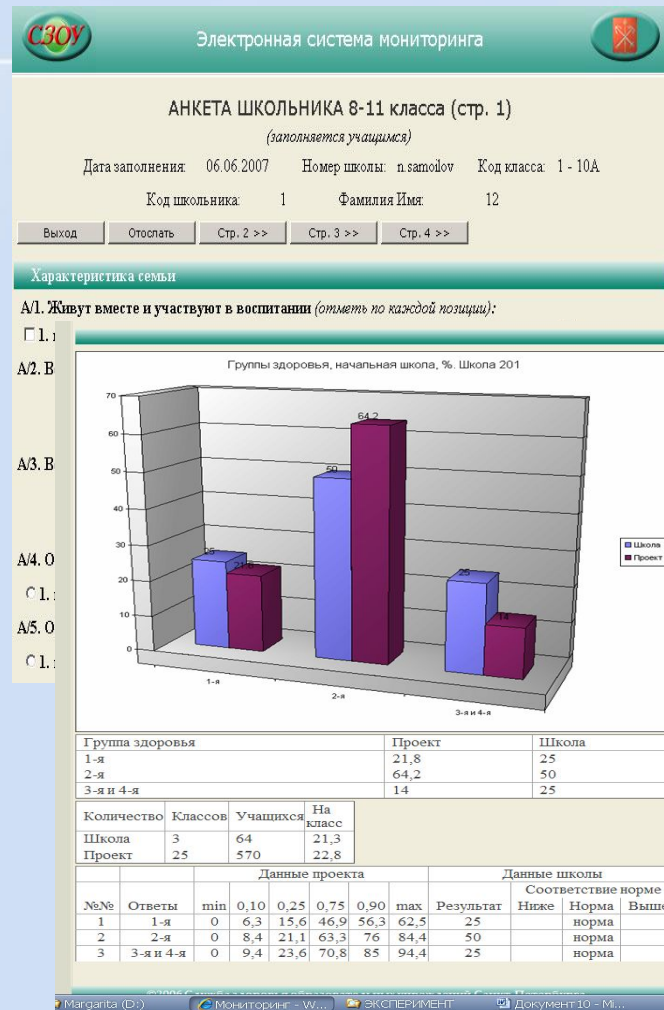 СЗОУ
Электронная система мониторинга
АНКЕТА ШКОЛЬНИКА 8-11 класса (стр. 1)
(заполняется учащимся)
Дата заполнения: 06.06.2007 Номер школы: n.samoilov Код класса: 1 - 10А
Код школьника: 1 Фамилия Имя: 12
Выход Отослать Стр. 2 >> Стр. 3 >> Стр. 4 >>
Характеристика семьи
А/1. Живут вместе и участвуют в воспитании (отметь по каждой позиции):
1.
А/2. В
А/3. В
А/4. О
1.
А/5. О
1.
Группы здоровья, начальная школа, %. Школа 201
70
60
50
40
30
20
10
0
25
21,8
50
64,2
25
14
1-я
2-я
3-я и 4-я
Школа
Проект
Группа здоровья Проект Школа
1-я 21,8 25
2-я 64,2 50
3-я и 4-я 14 25
Количество Классов Учащихся На класс
Школа 3 64 21,3
Проект 25 570 22,8
Данные проекта Данные школы
Соответствие норме
№№ Ответы min 0,10 0,25 0,75 0,90 max Результат Ниже Норма Выше
1 1-я 0 6,3 15,6 46,9 56,3 62,5 25 норма
2 2-я 0 8,4 21,1 63,3 76 84,4 50 норма
3 3-я и 4-я 0 9,4 23,6 70,8 85 94,4 25 норма
Margarita (D:) Мониторинг - W... ЭКСПЕРИМЕНТ Документ10 - Mi...